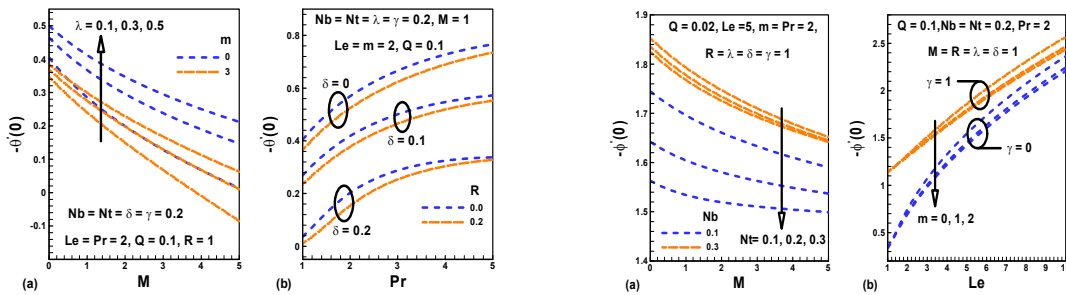 λ = 0.1, 0.3, 0.5
m
0
3
Nb = Nt = δ = γ = 0.2
Le = Pr = 2, Q = 0.1, R = 1
-θ'(0)
0.5
0.4
0.3
0.2
0.1
0
-0.1
0 1 2 3 4 5
(a) M
Nb = Nt = λ = γ = 0.2, M = 1
Le = m = 2, Q = 0.1
δ = 0
δ = 0.1
δ = 0.2
R
0.0
0.2
-θ'(0)
0.8
0.6
0.4
0.2
0
1 2 3 4 5
(b) Pr
Q = 0.02, Le =5, m = Pr = 2,
R = λ = δ = γ = 1
Nb
0.1
0.3
Nt= 0.1, 0.2, 0.3
-ϕ'(0)
1.9
1.8
1.7
1.6
1.5
1.4
0 1 2 3 4 5
(a) M
Q = 0.1,Nb = Nt = 0.2, Pr = 2
M = R = λ = δ = 1
γ = 1
γ = 0
m = 0, 1, 2
-ϕ'(0)
2.5
2
1.5
1
0.5
1 2 3 4 5 6 7 8 9 10
(b) Le